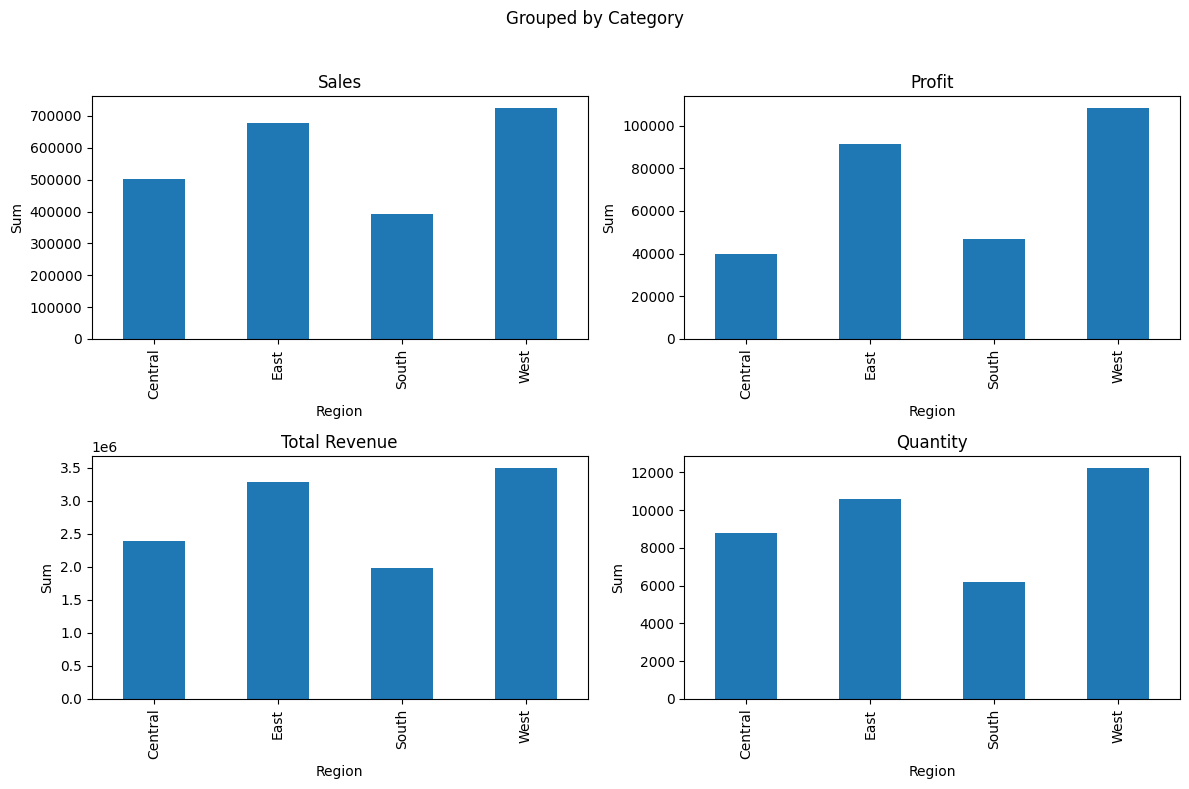 Grouped by Category
Sales
700000
600000
500000
400000
300000
200000
100000
0
Sum
Central
East
South
West
Region
Profit
100000
80000
60000
40000
20000
0
Sum
Central
East
South
West
Region
Total Revenue
1e6
3.5
3.0
2.5
2.0
1.5
1.0
0.5
0.0
Sum
Central
East
South
West
Region
Quantity
12000
10000
8000
6000
4000
2000
0
Sum
Central
East
South
West
Region